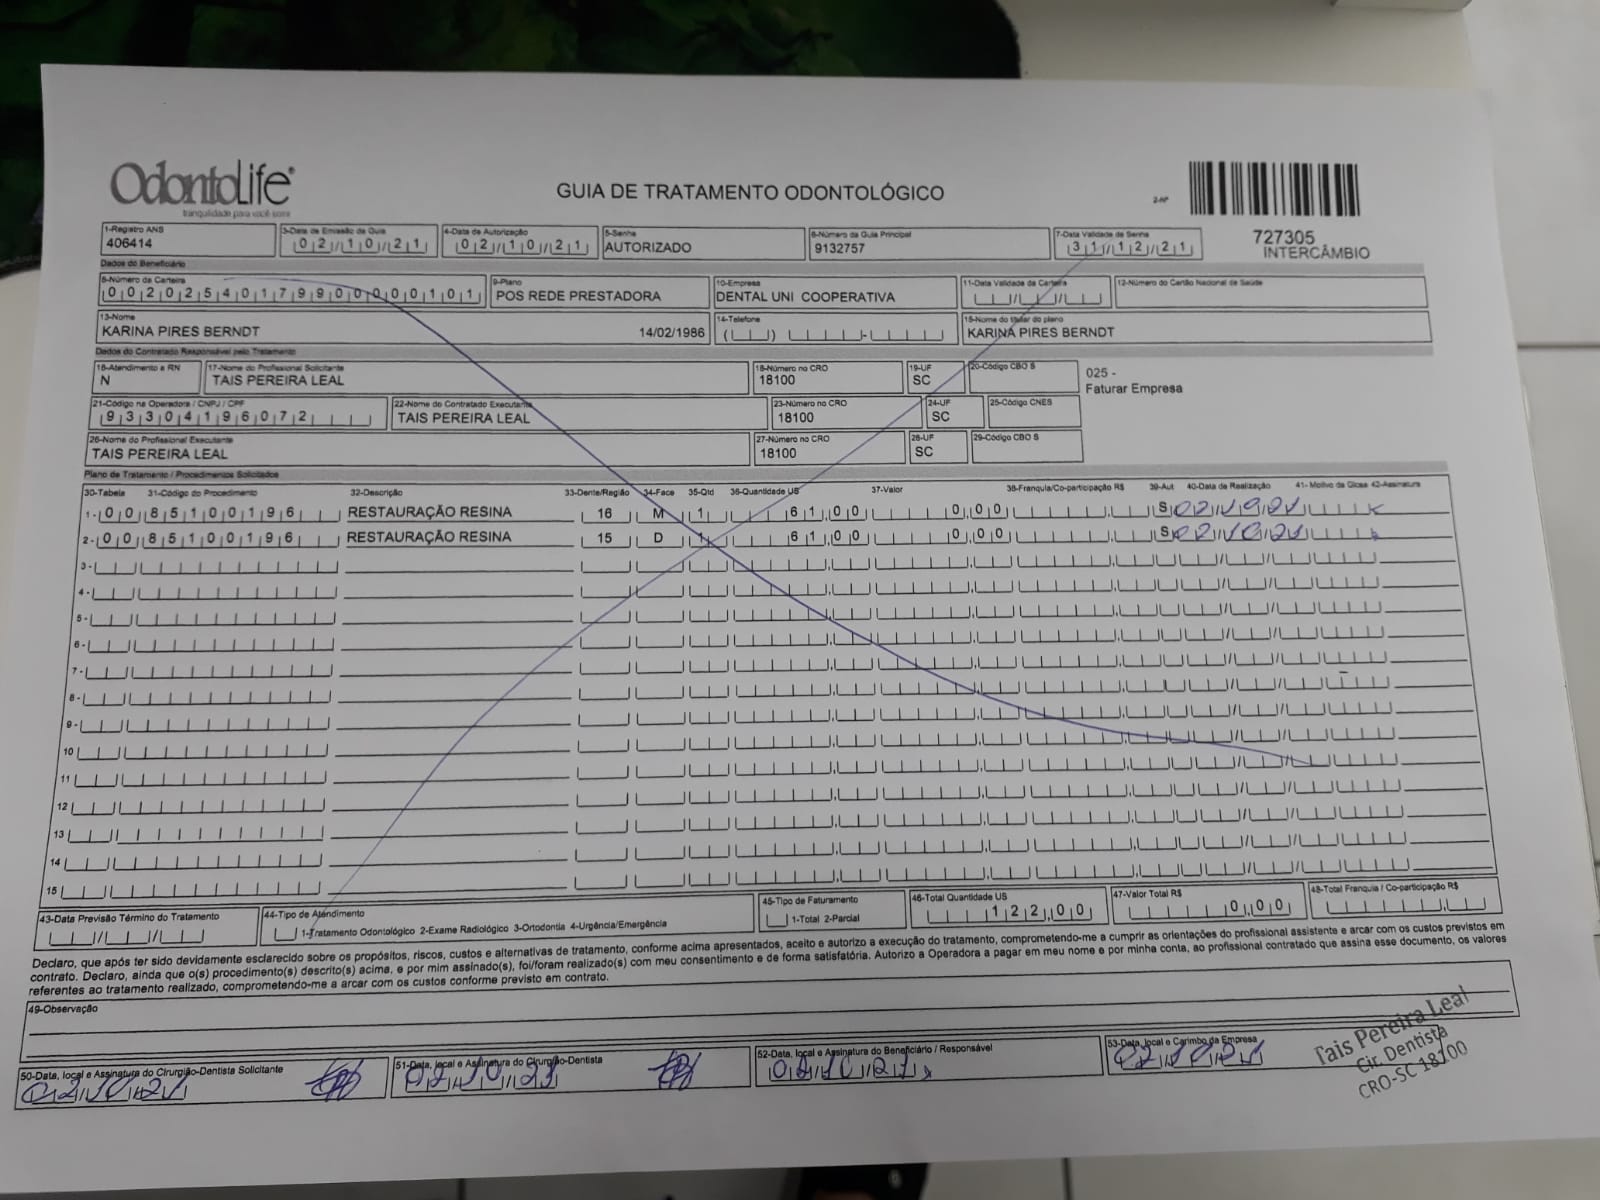 OdontoLife®
tranquilidade para você sorrir
GUIA DE TRATAMENTO ODONTOLÓGICO
727305
INTERCÂMBIO
1-Registro ANS
406414
3-Data de Emissão da Guia
02/10/21
4-Data de Autorização
02/10/21
5-Senha
AUTORIZADO
6-Número da Guia Principal
9132757
7-Data Validade da Senha
31/12/21
Dados do Beneficiário
8-Número da Carteira
00202540179900000101
9-Plano
POS REDE PRESTADORA
10-Empresa
DENTAL UNI COOPERATIVA
11-Data Validade da Carteira
12-Número do Cartão Nacional de Saúde
13-Nome
KARINA PIRES BERNDT 14/02/1986
14-Telefone
15-Nome do titular do plano
KARINA PIRES BERNDT
Dados do Contratado Responsável pelo Tratamento
16-Atendimento a RN
N
17-Nome do Profissional Solicitante
TAIS PEREIRA LEAL
18-Número no CRO
18100
19-UF
SC
20-Código CBO S
025 -
Faturar Empresa
21-Código na Operadora / CNPJ / CPF
93304196072
22-Nome do Contratado Executante
TAIS PEREIRA LEAL
23-Número no CRO
18100
24-UF
SC
25-Código CNES
26-Nome do Profissional Executante
TAIS PEREIRA LEAL
27-Número no CRO
18100
28-UF
SC
29-Código CBO S
Plano de Tratamento / Procedimentos Solicitados
30-Tabela 31-Código do Procedimento 32-Descrição 33-Dente/Região 34-Face 35-Qtd 36-Quantidade US 37-Valor 38-Franquia/Co-participação R$ 39-Aut 40-Data de Realização 41- Motivo da Glosa 42-Assinatura
1- 00 85100196 RESTAURAÇÃO RESINA 16 M 1 61,00 0,00 S
2- 00 85100196 RESTAURAÇÃO RESINA 15 D 1 61,00 0,00 S 02/10/21
3-
4-
5-
6-
7-
8-
9-
10
11
12
13
14
15
43-Data Previsão Término do Tratamento
44-Tipo de Atendimento
1-Tratamento Odontológico 2-Exame Radiológico 3-Ortodontia 4-Urgência/Emergência
45-Tipo de Faturamento
1-Total 2-Parcial
46-Total Quantidade US
122,00
47-Valor Total R$
0,00
48-Total Franquia / Co-participação R$
Declaro, que após ter sido devidamente esclarecido sobre os propósitos, riscos, custos e alternativas de tratamento, conforme acima apresentados, aceito e autorizo a execução do tratamento, comprometendo-me a cumprir as orientações do profissional assistente e arcar com os custos previstos em
contrato. Declaro, ainda que o(s) procedimento(s) descrito(s) acima, e por mim assinado(s), foi/foram realizado(s) com meu consentimento e de forma satisfatória. Autorizo a Operadora a pagar em meu nome e por minha conta, ao profissional contratado que assina esse documento, os valores
referentes ao tratamento realizado, comprometendo-me a arcar com os custos conforme previsto em contrato.
49-Observação
50-Data, local e Assinatura do Cirurgião-Dentista Solicitante
02/10/21
51-Data, local e Assinatura do Cirurgião-Dentista
02/10/21
52-Data, local e Assinatura do Beneficiário / Responsável
02/10/21
53-Data, local e Carimbo da Empresa
02/10/21
Tais Pereira Leal
Cir. Dentista
CRO-SC 18100